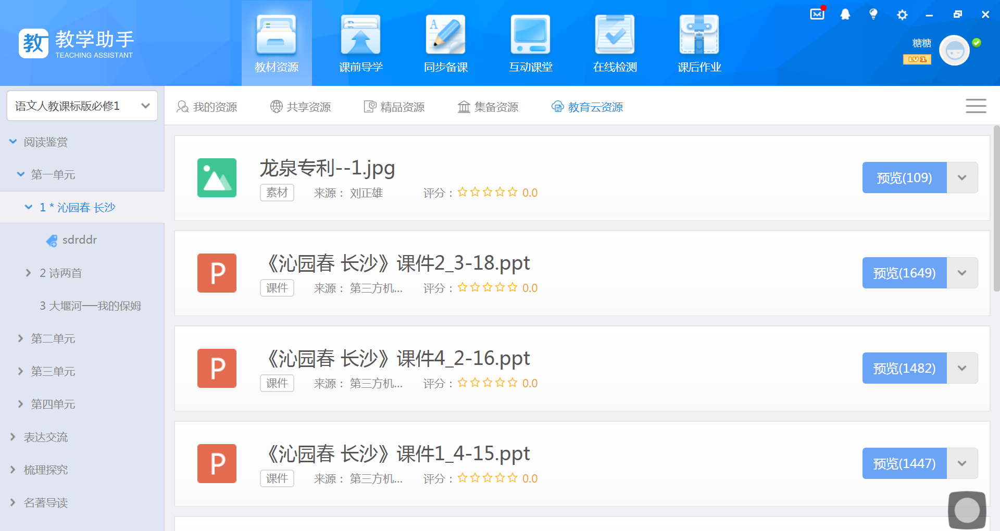 教 教学助手
TEACHING ASSISTANT
教材资源
课前导学
同步备课
互动课堂
在线检测
课后作业
糖糖
LV 1
语文人教课标版必修1
阅读鉴赏
第一单元
1 * 沁园春 长沙
sdrddr
2 诗两首
3 大堰河──我的保姆
第二单元
第三单元
第四单元
表达交流
梳理探究
名著导读
我的资源
共享资源
精品资源
集备资源
教育云资源
龙泉专利--1.jpg
素材 来源： 刘正雄 评分： 0.0
预览(109)
P
《沁园春 长沙》课件2_3-18.ppt
课件 来源： 第三方机... 评分： 0.0
预览(1649)
P
《沁园春 长沙》课件4_2-16.ppt
课件 来源： 第三方机... 评分： 0.0
预览(1482)
P
《沁园春 长沙》课件1_4-15.ppt
课件 来源： 第三方机... 评分： 0.0
预览(1447)